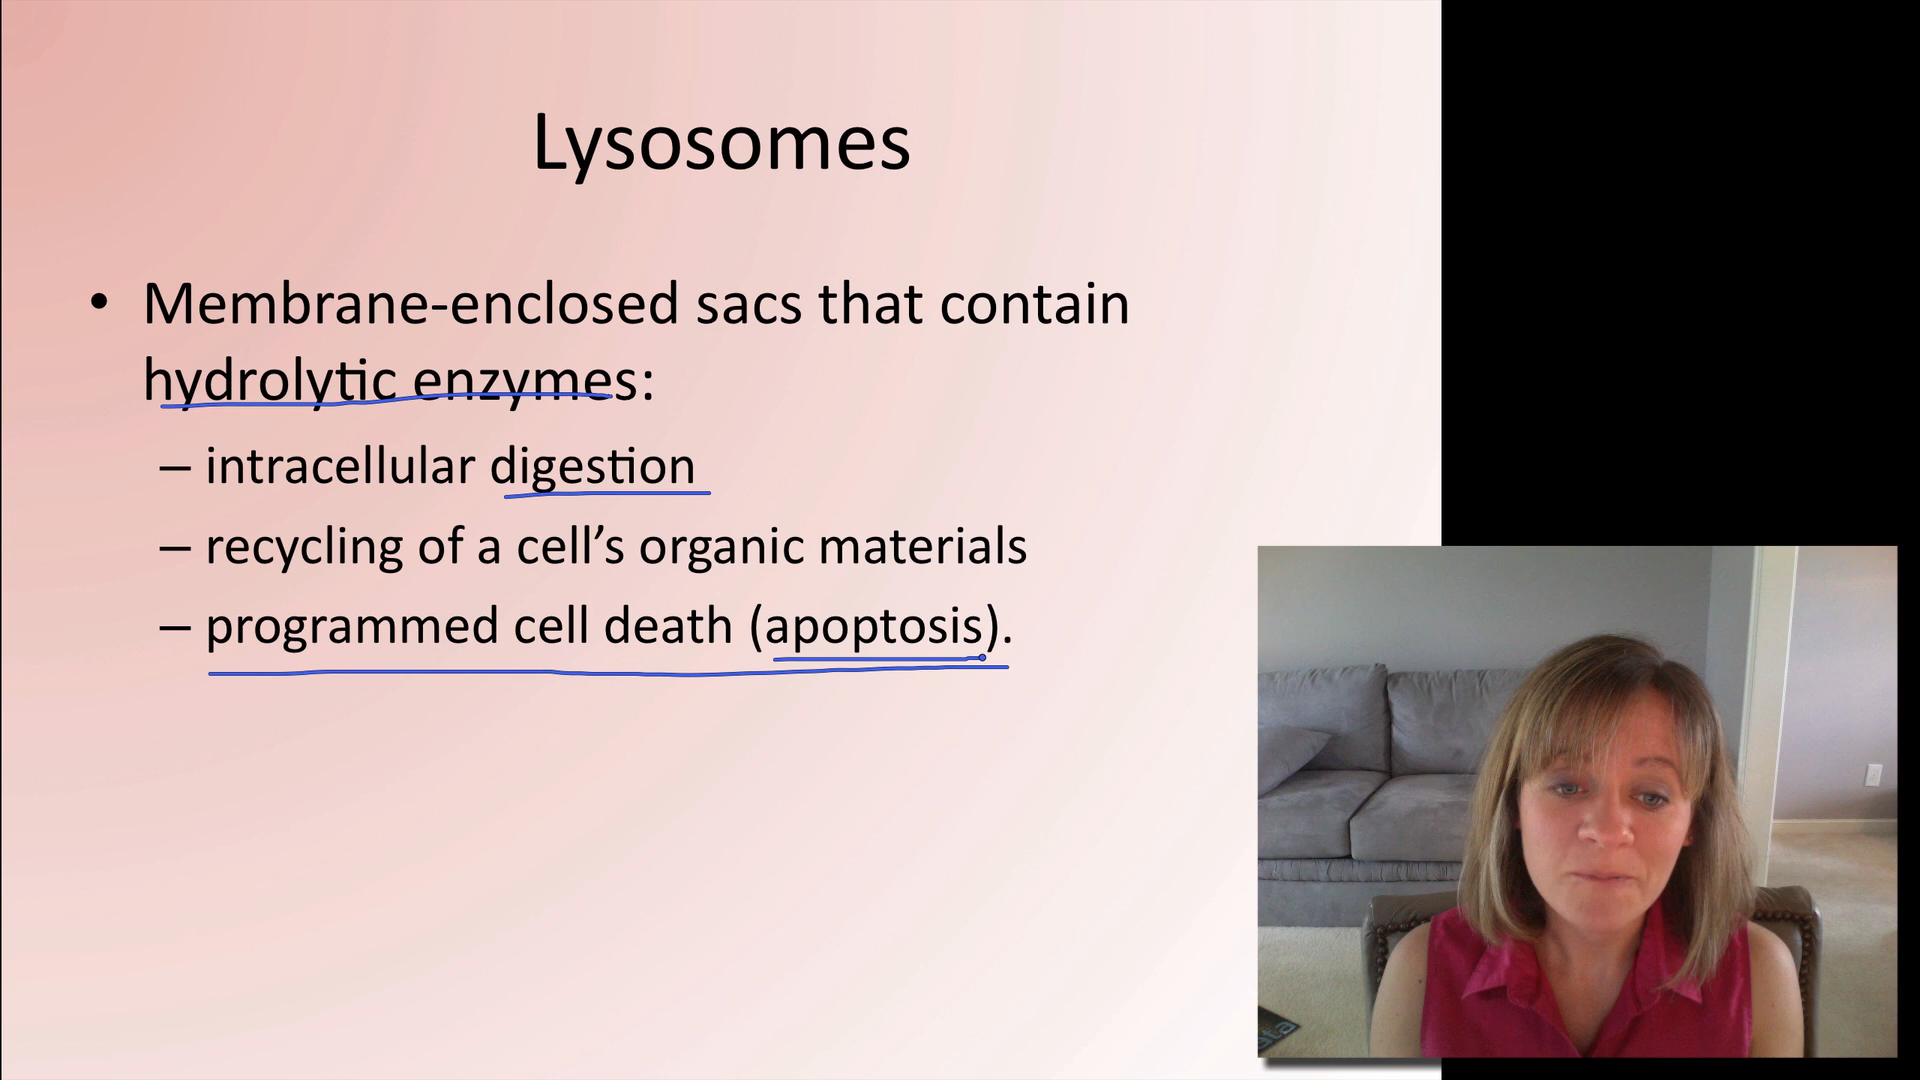 Lysosomes
• Membrane-enclosed sacs that contain
hydrolytic enzymes:
– intracellular digestion
– recycling of a cell’s organic materials
– programmed cell death (apoptosis).